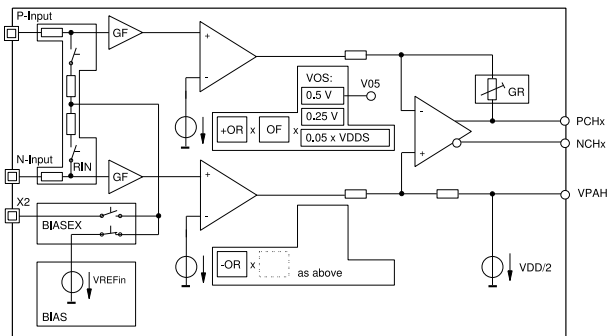 P-Input
GF
+
-
VOS:
0.5 V
V05
0.25 V
+OR x OF x
0.05 x VDDS
GR
-
+
PCHx
NCHx
N-Input
RIN
GF
+
-
VPAH
X2
BIASEX
-OR x
as above
VREFin
BIAS
VDD/2